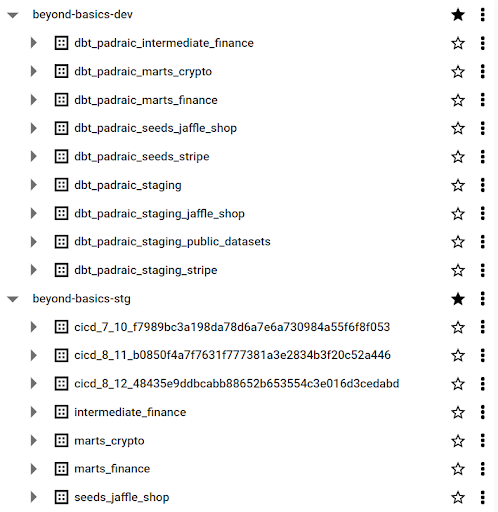 beyond-basics-dev
dbt_padraic_intermediate_finance
dbt_padraic_marts_crypto
dbt_padraic_marts_finance
dbt_padraic_seeds_jaffle_shop
dbt_padraic_seeds_stripe
dbt_padraic_staging
dbt_padraic_staging_jaffle_shop
dbt_padraic_staging_public_datasets
dbt_padraic_staging_stripe
beyond-basics-stg
cicd_7_10_f7989bc3a198da78d6a7e6a730984a55f6f8f053
cicd_8_11_b0850f4a7f7631f777381a3e2834b3f20c52a446
cicd_8_12_48435e9ddbcabb88652b653554c3e016d3cedabd
intermediate_finance
marts_crypto
marts_finance
seeds_jaffle_shop